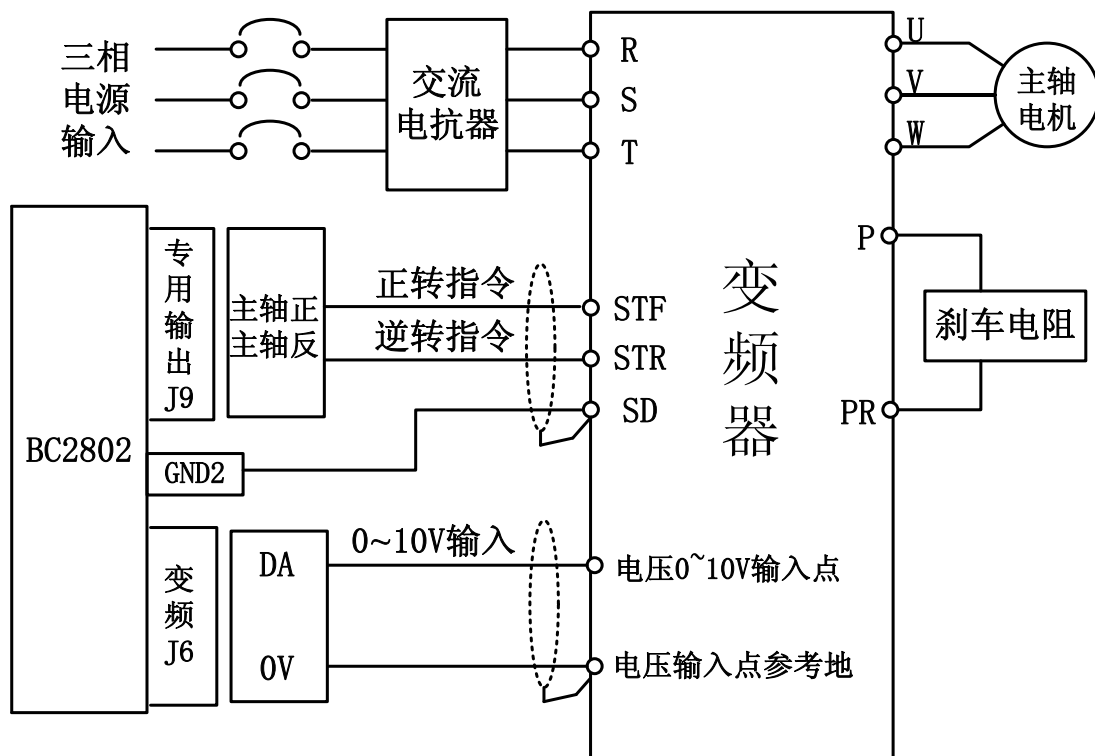 三相
电源
输入
交流
电抗器
R
S
T
U
V
W
主轴
电机
P
PR
刹车电阻
变
频
器
BC2802
专
用
输
出
J9
主轴正
主轴反
正转指令
逆转指令
STF
STR
SD
GND2
变
频
J6
DA
0V
0~10V输入
电压0~10V输入点
电压输入点参考地